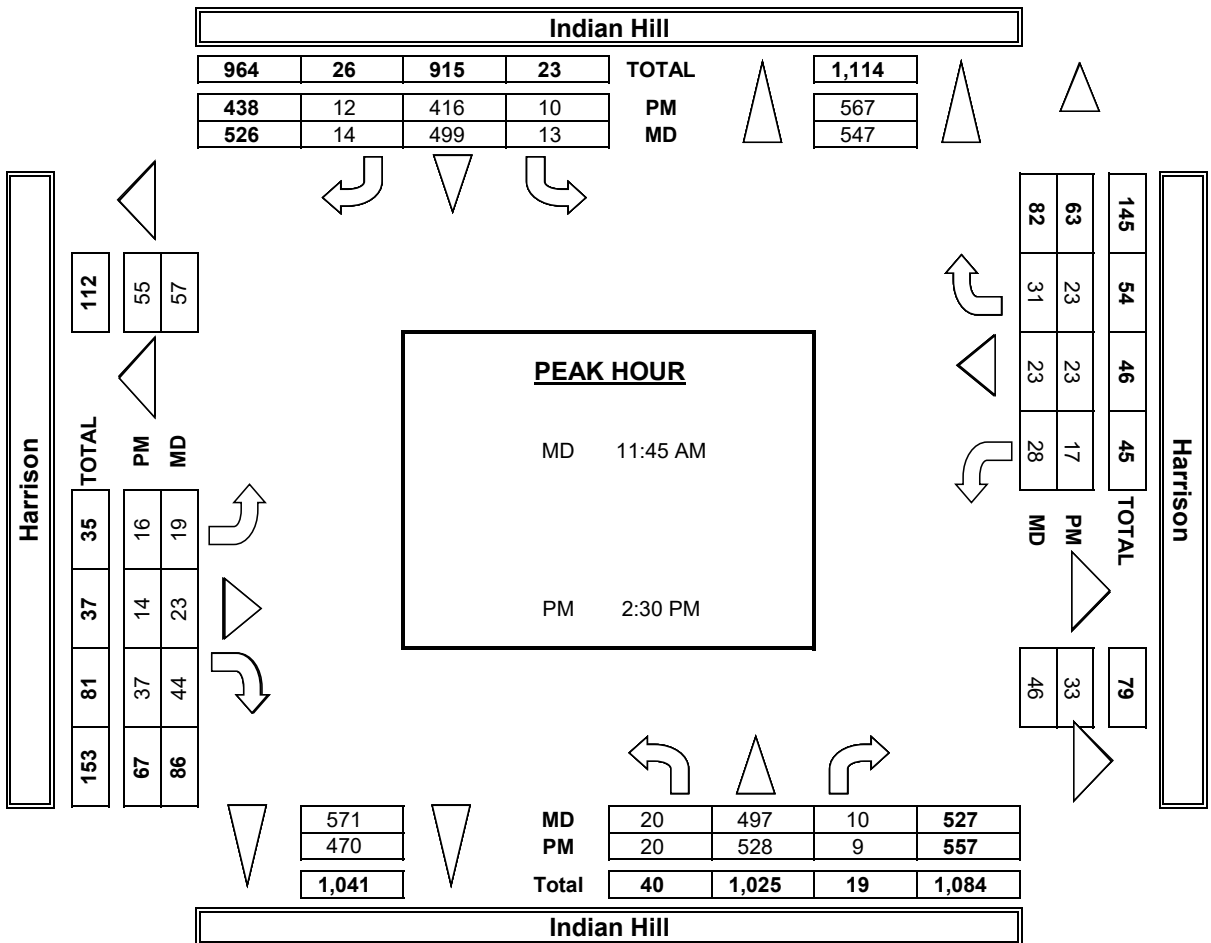 Indian Hill
964 26 915 23 TOTAL 1,114
438 12 416 10 PM 567
526 14 499 13 MD 547
Harrison
112 55 57
TOTAL PM MD
35 16 19
37 14 23
81 37 44
153 67 86
PEAK HOUR
MD 11:45 AM
PM 2:30 PM
82 63 145
31 23 54
23 23 46
28 17 45
MD PM TOTAL
46 33 79
Harrison
571 MD 20 497 10 527
470 PM 20 528 9 557
1,041 Total 40 1,025 19 1,084
Indian Hill